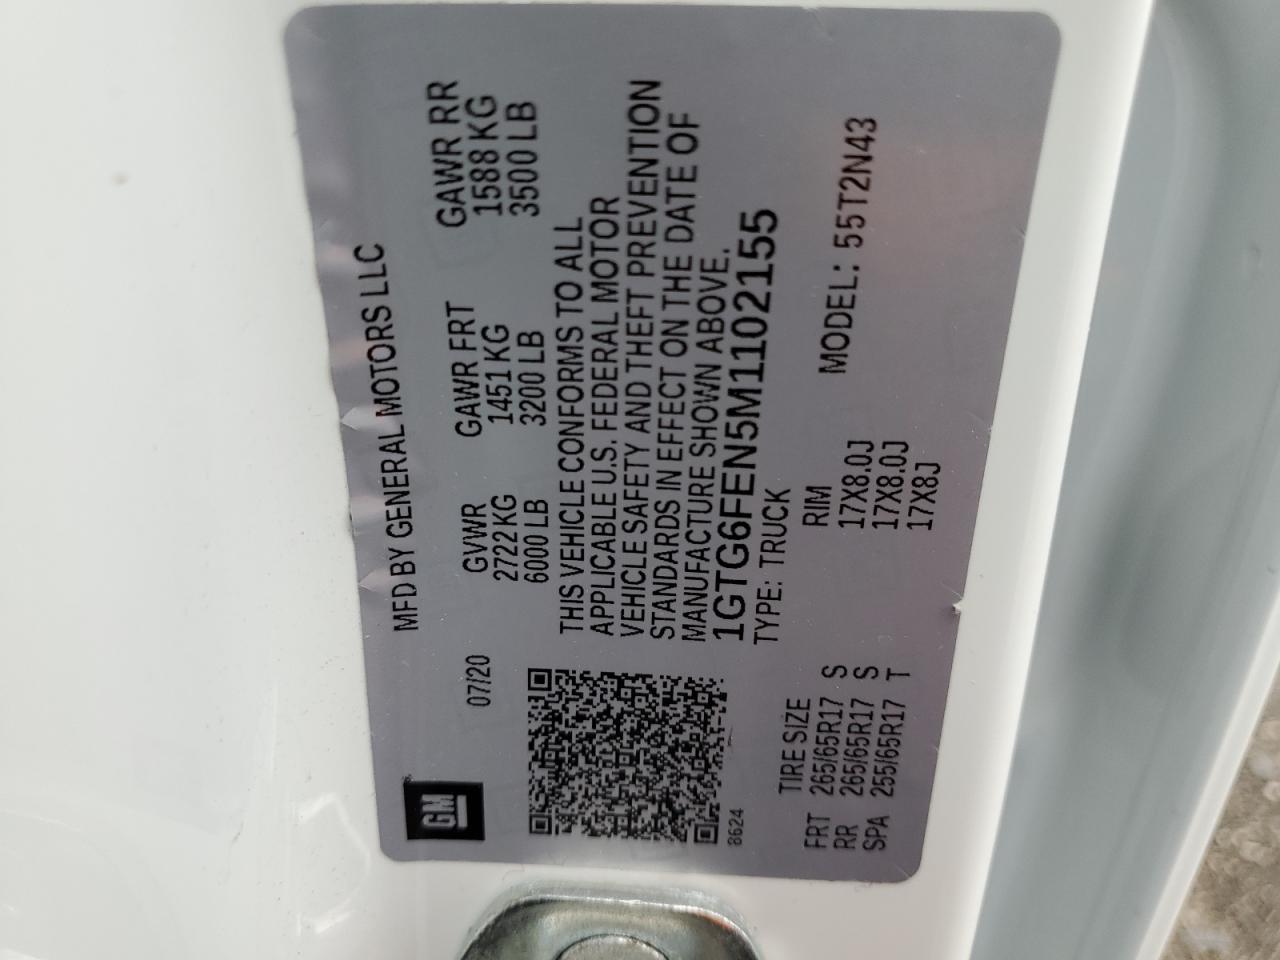 GM
MFD BY GENERAL MOTORS LLC
07/20
GVWR GAWR FRT GAWR RR
2722 KG 1451 KG 1588 KG
6000 LB 3200 LB 3500 LB
THIS VEHICLE CONFORMS TO ALL
APPLICABLE U.S. FEDERAL MOTOR
VEHICLE SAFETY AND THEFT PREVENTION
STANDARDS IN EFFECT ON THE DATE OF
MANUFACTURE SHOWN ABOVE.
1GTG6FEN5M1102155
8624
TYPE: TRUCK
MODEL: 55T2N43
TIRE SIZE RIM
FRT 265/65R17 S 17X8.0J
RR 265/65R17 S 17X8.0J
SPA 255/65R17 T 17X8J